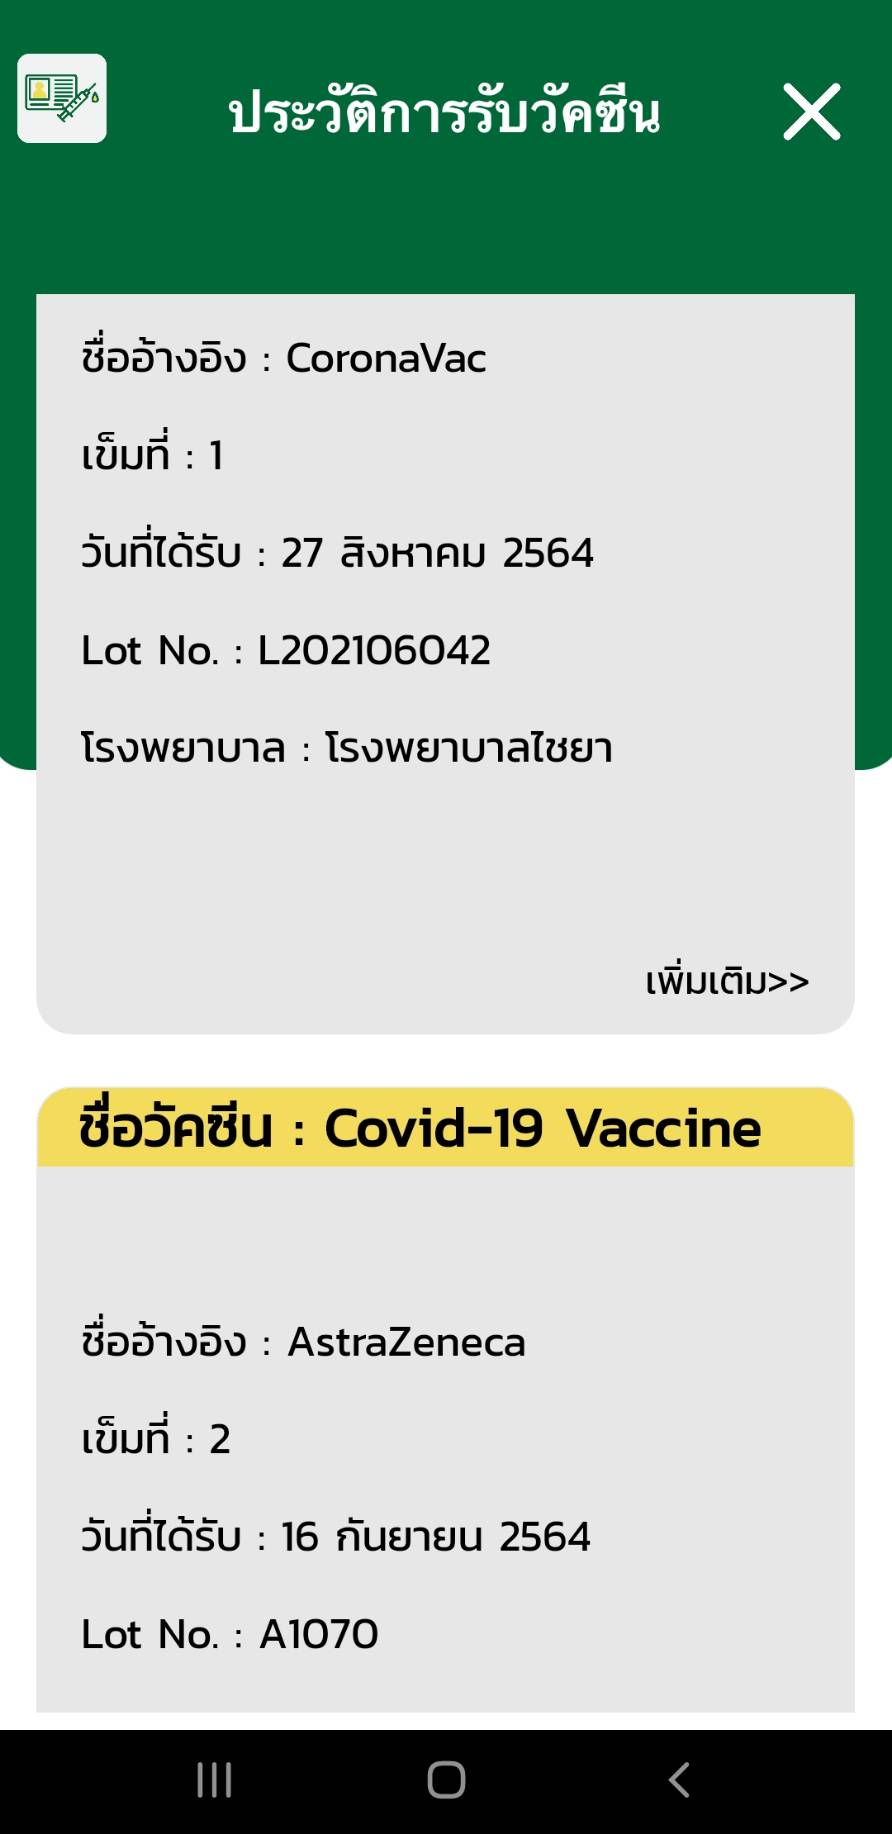 ประวัติการรับวัคซีน
ชื่ออ้างอิง : CoronaVac
เข็มที่ : 1
วันที่ได้รับ : 27 สิงหาคม 2564
Lot No. : L202106042
โรงพยาบาล : โรงพยาบาลไชยา
เพิ่มเติม>>
ชื่อวัคซีน : Covid-19 Vaccine
ชื่ออ้างอิง : AstraZeneca
เข็มที่ : 2
วันที่ได้รับ : 16 กันยายน 2564
Lot No. : A1070